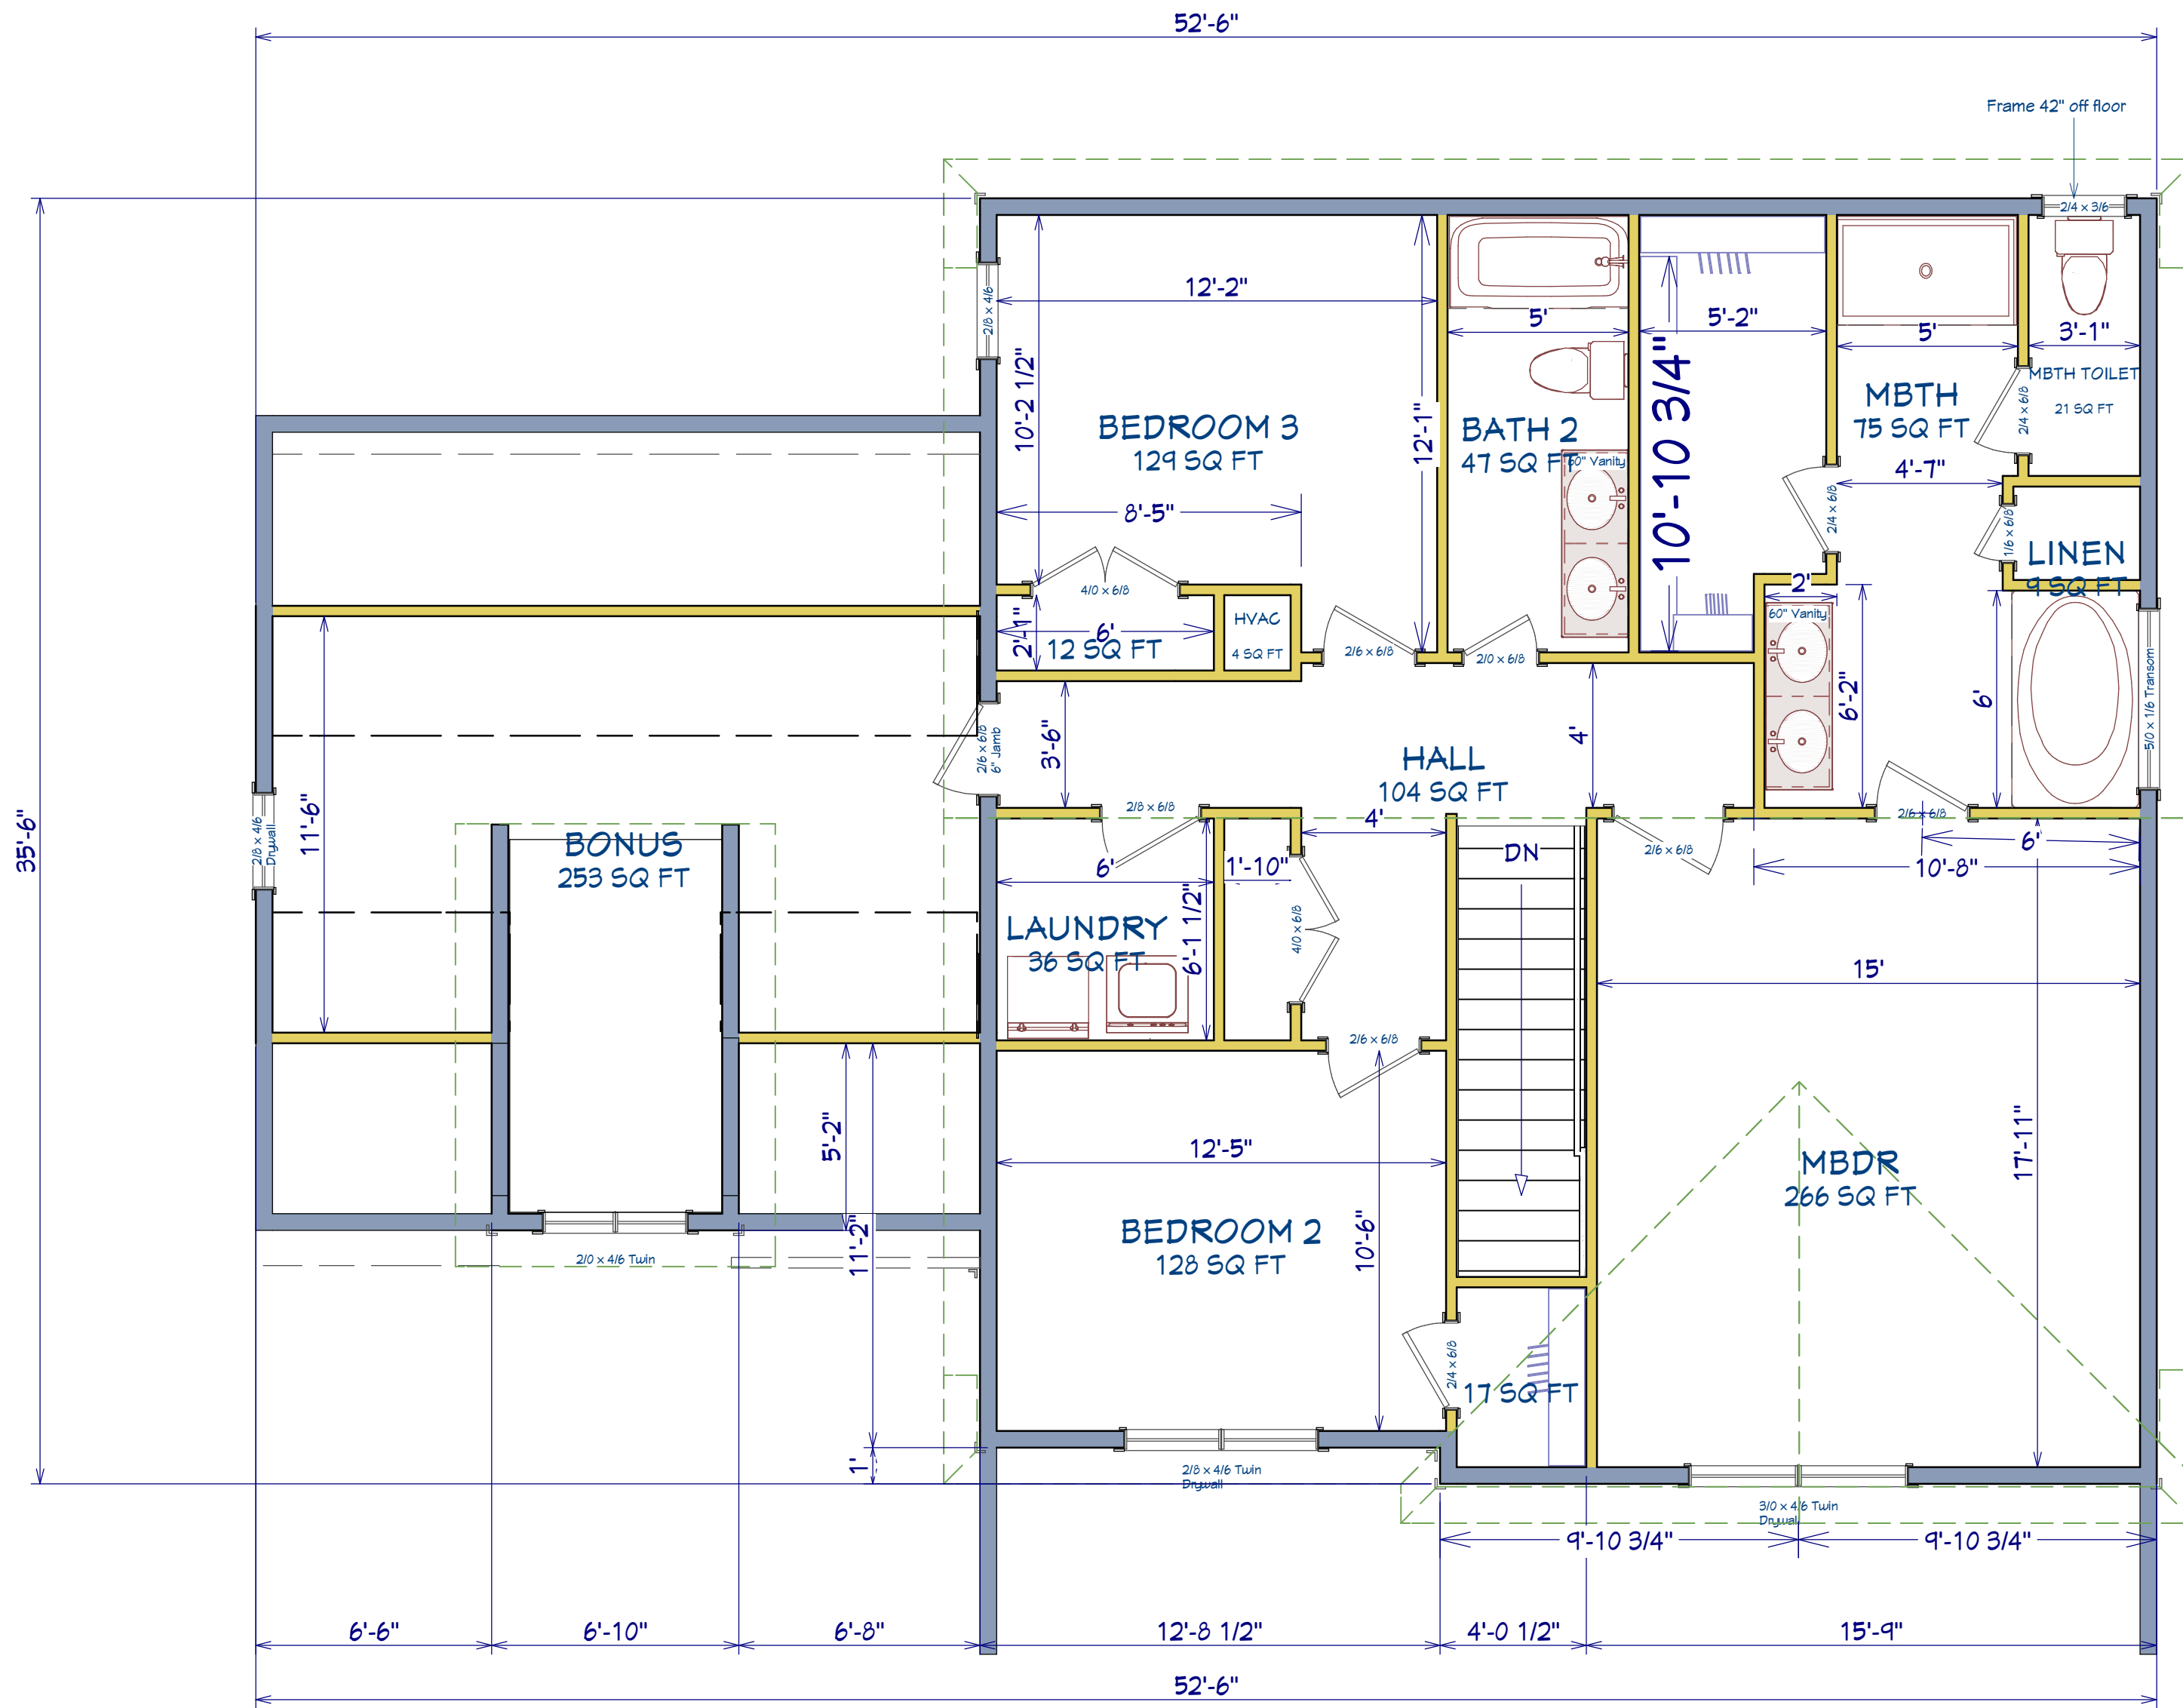 52'-6"
Frame 42" off floor
2/4 x 3/6
2/8 x 4/6
12'-2"
5'
5'-2"
5'
3'-1"
10'-2 1/2"
12'-1"
10'-10 3/4"
MBTH TOILET
21 SQ FT
2/4 x 6/8
MBTH
75 SQ FT
BEDROOM 3
129 SQ FT
BATH 2
47 SQ FT
60" Vanity
4'-7"
8'-5"
2/4 x 6/8
1/6 x 6/8
LINEN
9 SQ FT
4/0 x 6/8
2'
60" Vanity
2'-1"
6'
12 SQ FT
HVAC
4 SQ FT
2/6 x 6/8
2/0 x 6/8
6'-2"
6'
5/0 x 1/6 Transom
2/6 x 6/8
6" Jamb
3'-6"
4'
HALL
104 SQ FT
35'-6"
2/8 x 4/6
Drywall
11'-6"
BONUS
253 SQ FT
2/8 x 6/8
4'
DN
2/6 x 6/8
2/6 x 6/8
6'
10'-8"
6'
1'-10"
LAUNDRY
36 SQ FT
6'-1 1/2"
4/0 x 6/8
15'
2/6 x 6/8
5'-2"
12'-5"
17'-11"
MBDR
266 SQ FT
11'-2"
BEDROOM 2
128 SQ FT
10'-6"
2/0 x 4/6 Twin
2/4 x 6/8
17 SQ FT
1'
2/8 x 4/6 Twin
Drywall
3/0 x 4/6 Twin
Drywall
9'-10 3/4"
9'-10 3/4"
6'-6"
6'-10"
6'-8"
12'-8 1/2"
4'-0 1/2"
15'-9"
52'-6"